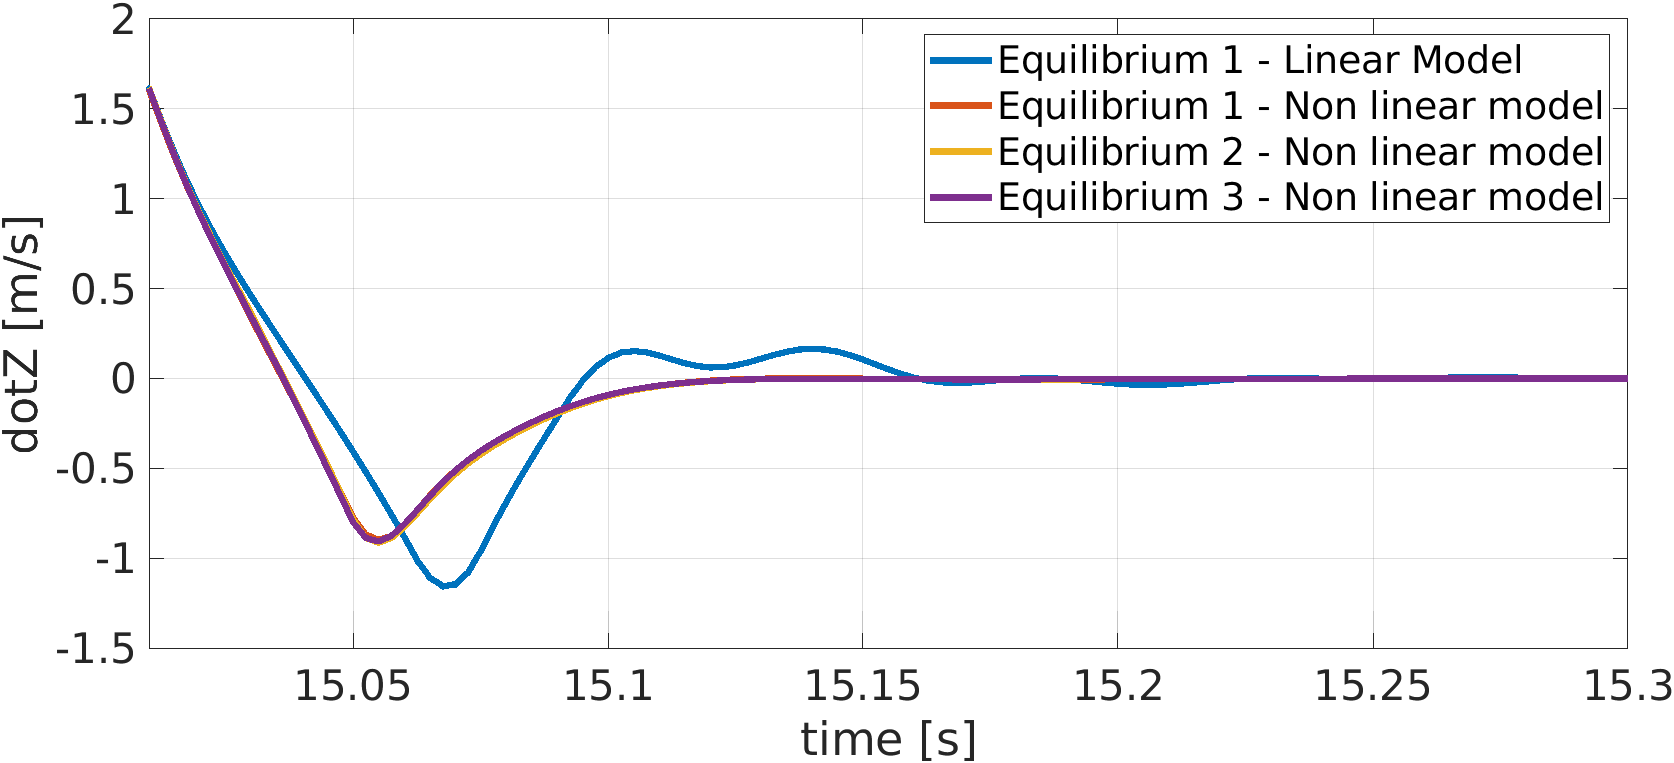 2
1.5
1
0.5
0
-0.5
-1
-1.5
dotZ [m/s]
Equilibrium 1 - Linear Model
Equilibrium 1 - Non linear model
Equilibrium 2 - Non linear model
Equilibrium 3 - Non linear model
15.05 15.1 15.15 15.2 15.25 15.3
time [s]